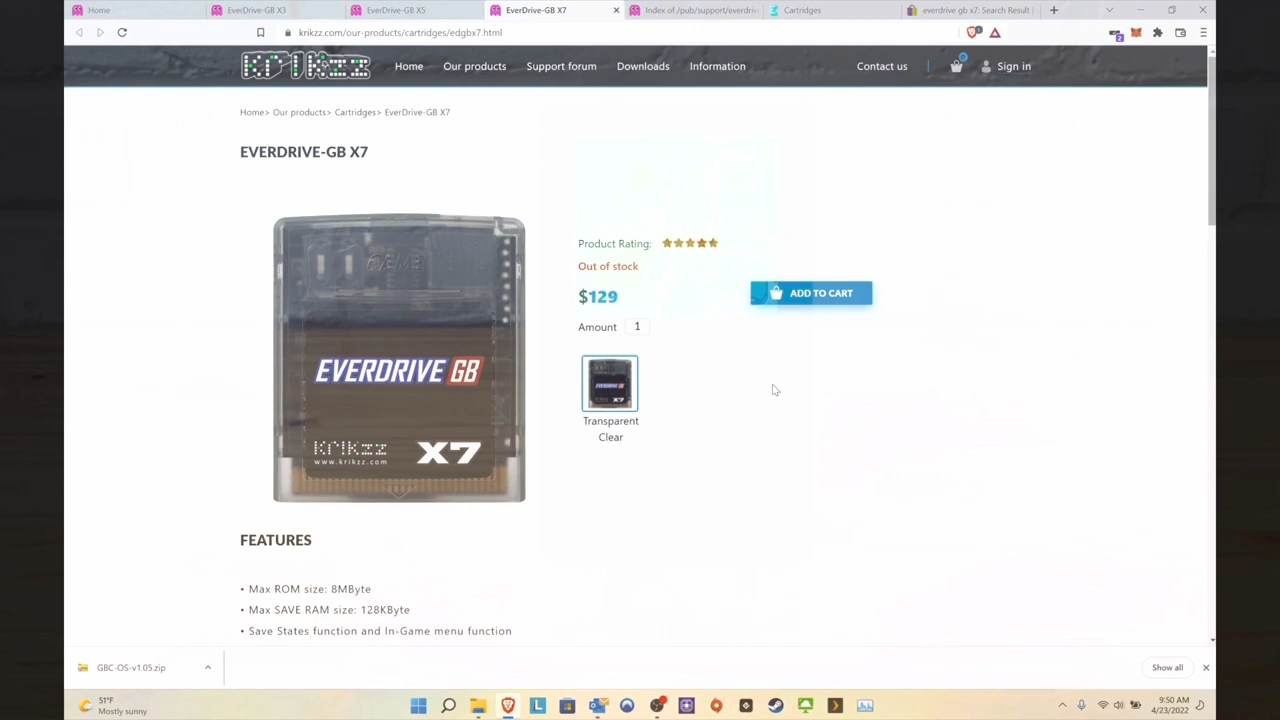 Home
EverDrive-GB X3
EverDrive-GB X5
EverDrive-GB X7
Index of /pub/support/everdri
Cartridges
everdrive gb x7: Search Result |
krikzz.com/our-products/cartridges/edgbx7.html
1
2
KRIKZZ
Home
Our products
Support forum
Downloads
Information
Contact us
Sign in
Home> Our products> Cartridges> EverDrive-GB X7
EVERDRIVE-GB X7
Product Rating:
Out of stock
$129
ADD TO CART
Amount 1
GAME
EVERDRIVE GB
KRIKZZ
www.krikzz.com
X7
Transparent
Clear
FEATURES
• Max ROM size: 8MByte
• Max SAVE RAM size: 128KByte
• Save States function and In-Game menu function
GBC-OS-v1.05.zip
Show all
51°F
Mostly sunny
L
9:50 AM
4/23/2022